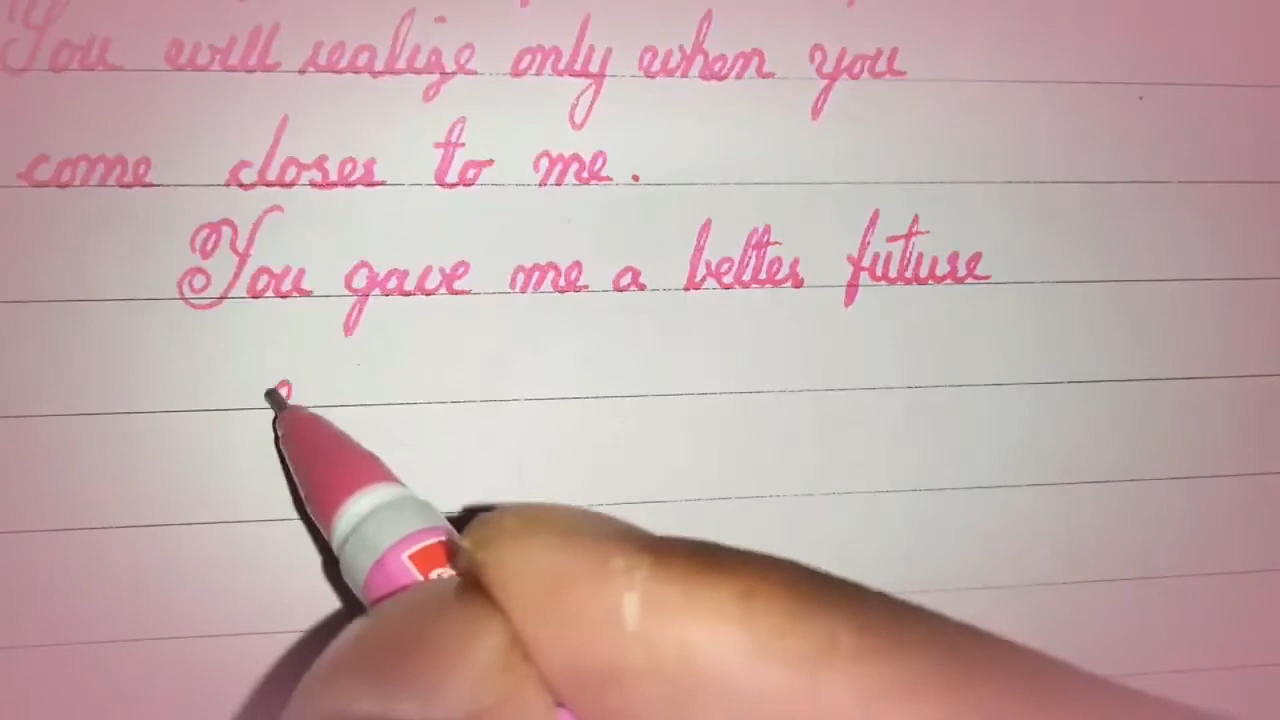 You will realize only when you
come closer to me.
You gave me a better future